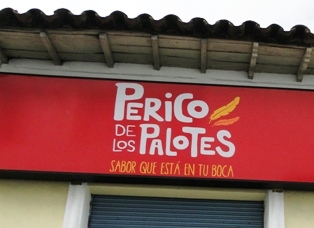 PERICO
DE LOS PALOTES
SABOR QUE ESTÁ EN TU BOCA